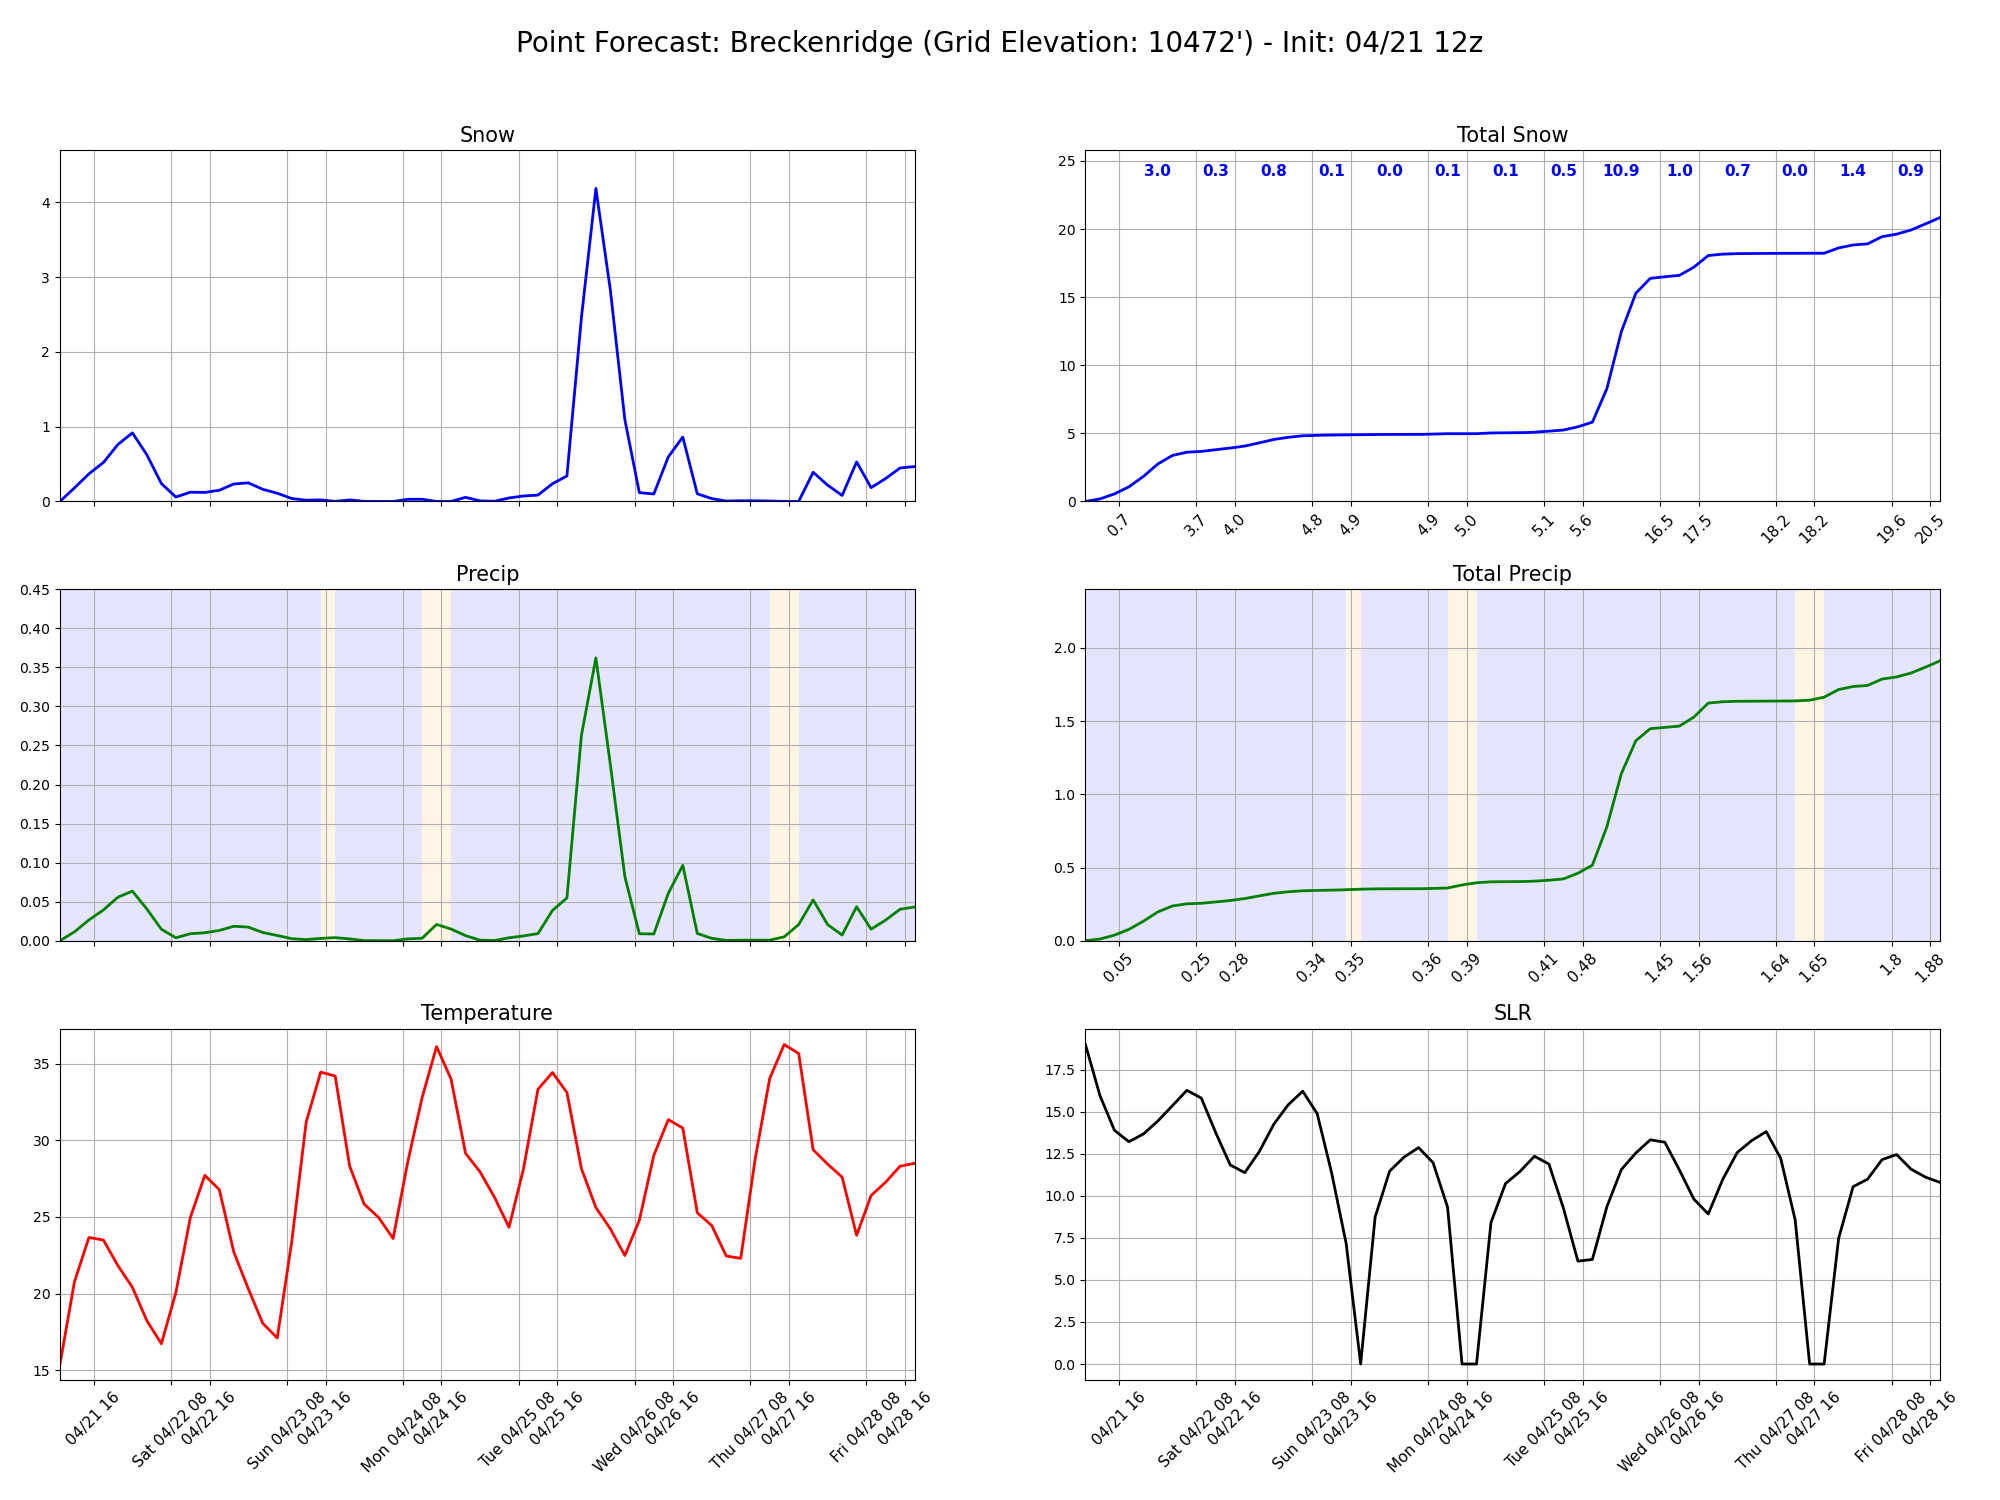 Point Forecast: Breckenridge (Grid Elevation: 10472') - Init: 04/21 12z
Snow
4
3
2
1
0
Total Snow
25
20
15
10
5
0
3.0 0.3 0.8 0.1 0.0 0.1 0.1 0.5 10.9 1.0 0.7 0.0 1.4 0.9
0.7 3.7 4.0 4.8 4.9 4.9 5.0 5.1 5.6 16.5 17.5 18.2 18.2 19.6 20.5
Precip
0.45
0.40
0.35
0.30
0.25
0.20
0.15
0.10
0.05
0.00
Total Precip
2.0
1.5
1.0
0.5
0.0
0.05 0.25 0.28 0.34 0.35 0.36 0.39 0.41 0.48 1.45 1.56 1.64 1.65 1.8 1.88
Temperature
35
30
25
20
15
04/21 16
Sat 04/22 08
04/22 16
Sun 04/23 08
04/23 16
Mon 04/24 08
04/24 16
Tue 04/25 08
04/25 16
Wed 04/26 08
04/26 16
Thu 04/27 08
04/27 16
Fri 04/28 08
04/28 16
SLR
17.5
15.0
12.5
10.0
7.5
5.0
2.5
0.0
04/21 16
Sat 04/22 08
04/22 16
Sun 04/23 08
04/23 16
Mon 04/24 08
04/24 16
Tue 04/25 08
04/25 16
Wed 04/26 08
04/26 16
Thu 04/27 08
04/27 16
Fri 04/28 08
04/28 16